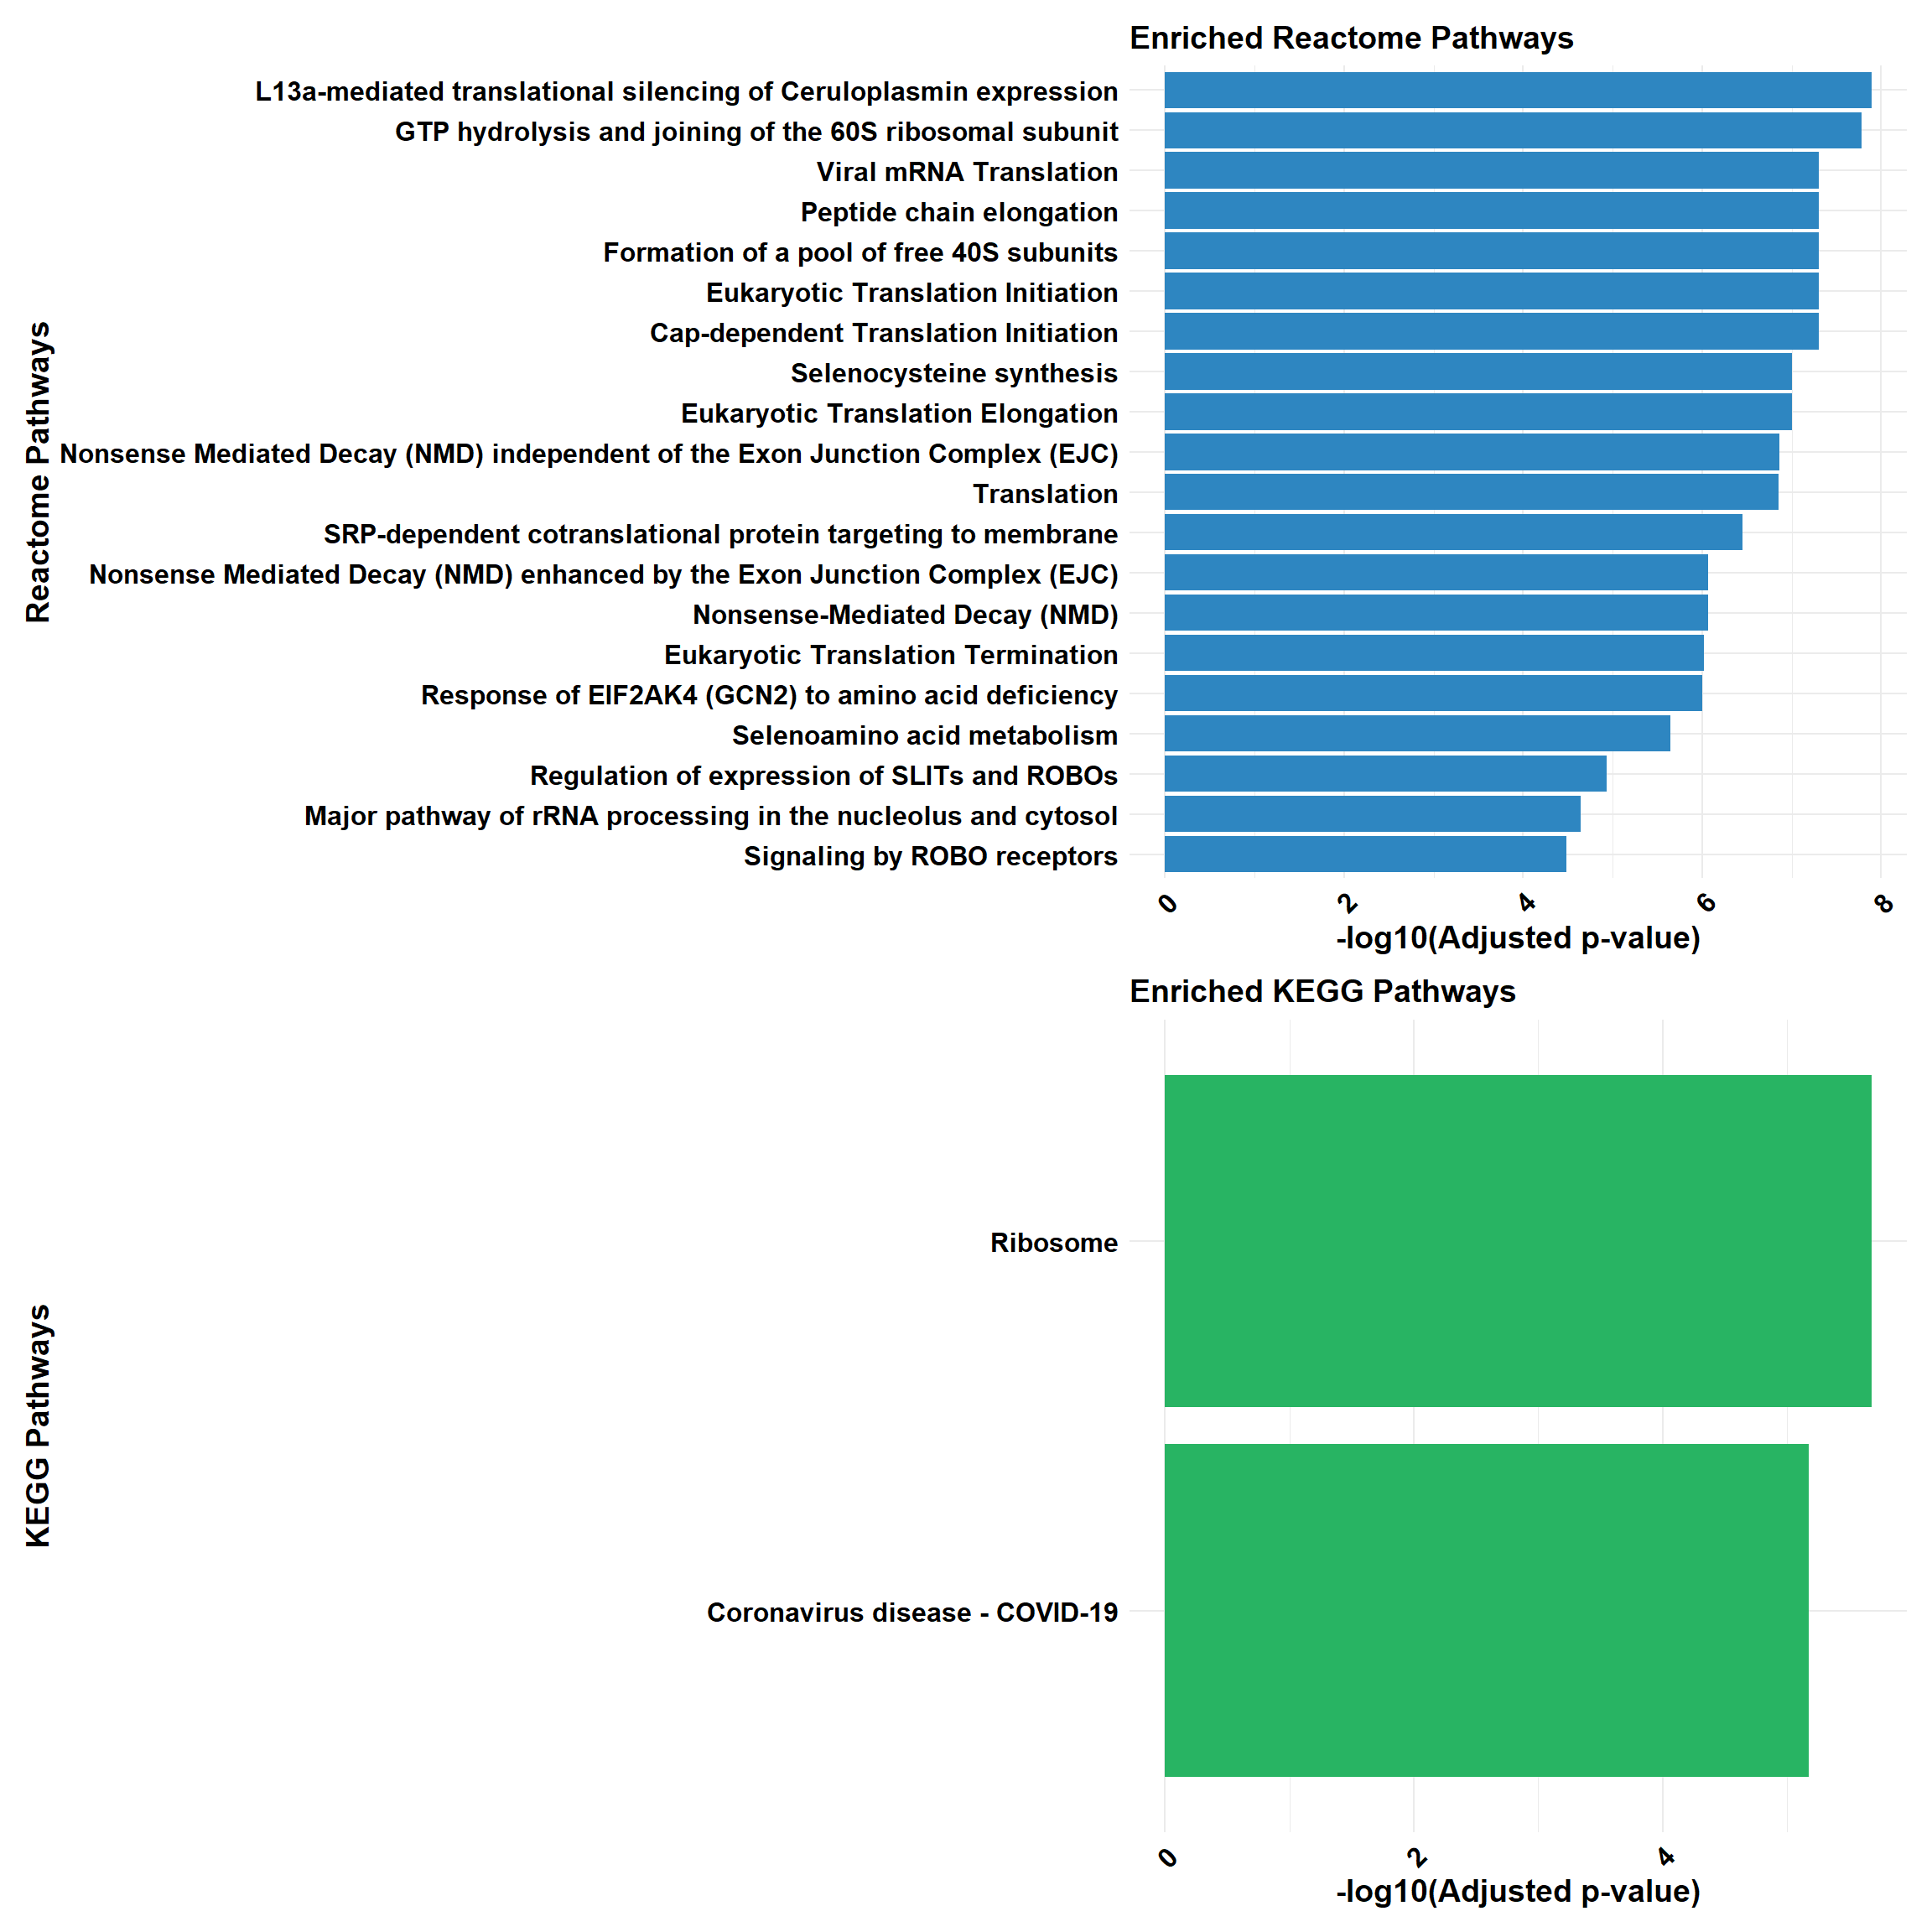 Enriched Reactome Pathways
Reactome Pathways
L13a-mediated translational silencing of Ceruloplasmin expression
GTP hydrolysis and joining of the 60S ribosomal subunit
Viral mRNA Translation
Peptide chain elongation
Formation of a pool of free 40S subunits
Eukaryotic Translation Initiation
Cap-dependent Translation Initiation
Selenocysteine synthesis
Eukaryotic Translation Elongation
Nonsense Mediated Decay (NMD) independent of the Exon Junction Complex (EJC)
Translation
SRP-dependent cotranslational protein targeting to membrane
Nonsense Mediated Decay (NMD) enhanced by the Exon Junction Complex (EJC)
Nonsense-Mediated Decay (NMD)
Eukaryotic Translation Termination
Response of EIF2AK4 (GCN2) to amino acid deficiency
Selenoamino acid metabolism
Regulation of expression of SLITs and ROBOs
Major pathway of rRNA processing in the nucleolus and cytosol
Signaling by ROBO receptors
0 2 4 6 8
-log10(Adjusted p-value)
Enriched KEGG Pathways
KEGG Pathways
Ribosome
Coronavirus disease - COVID-19
0 2 4
-log10(Adjusted p-value)